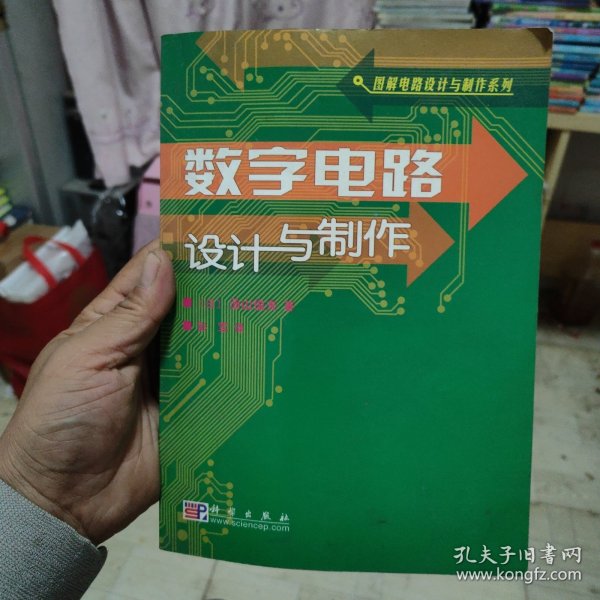 图解电路设计与制作系列
数字电路
设计与制作
著
科学出版社
www.sciencep.com
孔夫子旧书网
www.kongfz.com